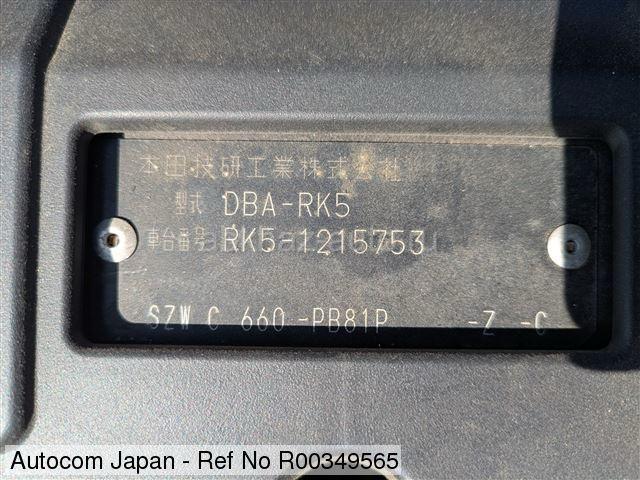 本田技研工業株式会社
型式 DBA-RK5
車台番号 RK5-1215753
SZW C 660 -PB81P -Z -C
Autocom Japan - Ref No R00349565